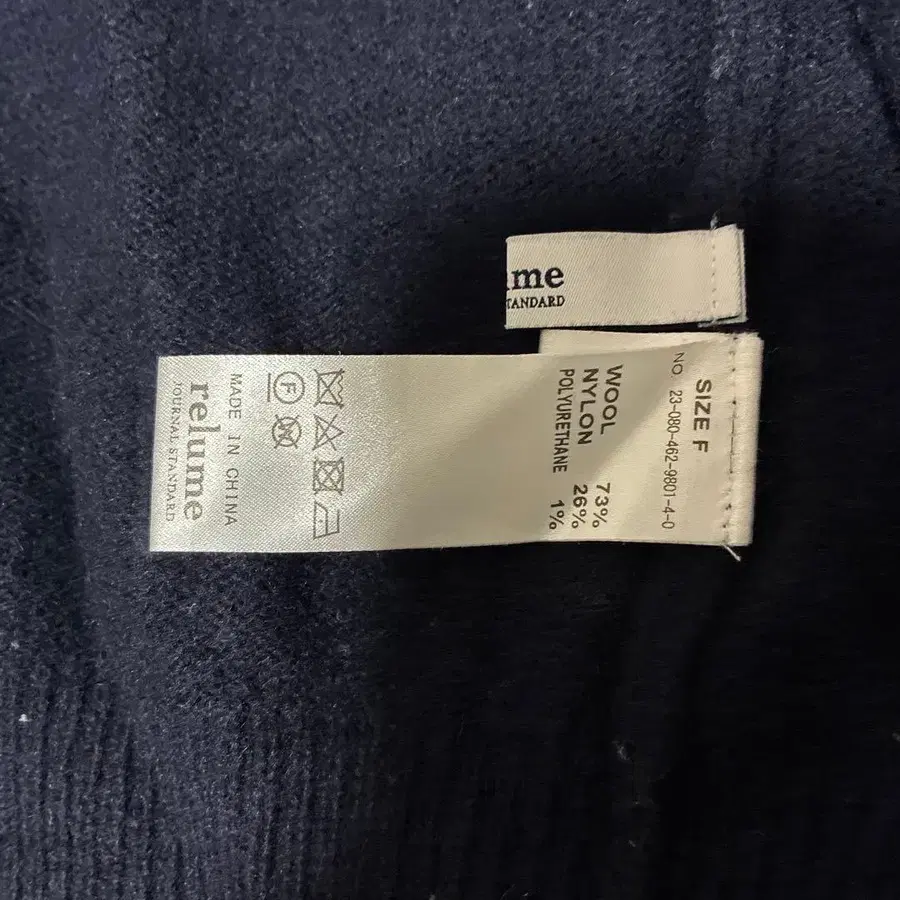 ume
STANDARD
SIZE F
NO. 23-080-462-9801-4-0
WOOL 73%
NYLON 26%
POLYURETHANE 1%
F
MADE IN CHINA
relume
JOURNAL STANDARD